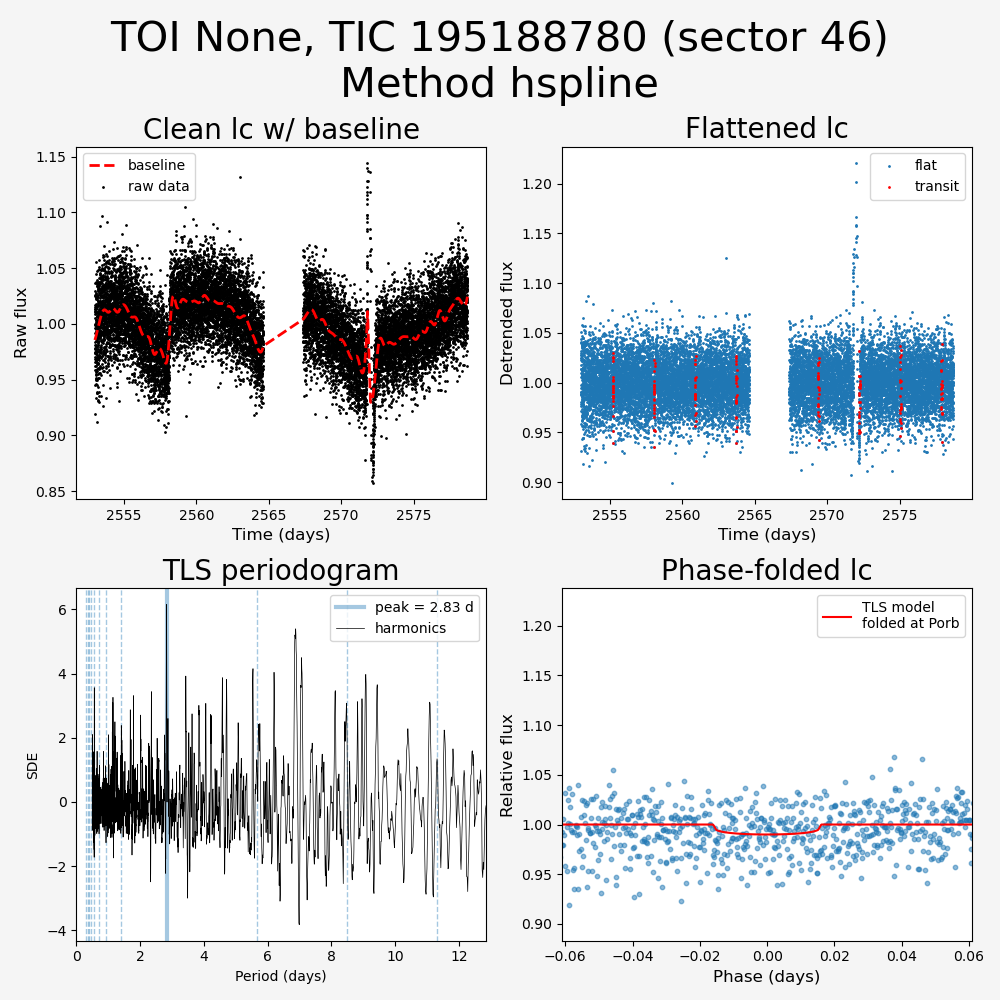 TOI None, TIC 195188780 (sector 46)
Method hspline
Clean lc w/ baseline
baseline
raw data
1.15
1.10
1.05
1.00
0.95
0.90
0.85
Raw flux
2555 2560 2565 2570 2575
Time (days)
Flattened lc
flat
transit
1.20
1.15
1.10
1.05
1.00
0.95
0.90
Detrended flux
2555 2560 2565 2570 2575
Time (days)
TLS periodogram
peak = 2.83 d
harmonics
6
4
2
0
−2
−4
SDE
0 2 4 6 8 10 12
Period (days)
Phase-folded lc
TLS model
folded at Porb
1.20
1.15
1.10
1.05
1.00
0.95
0.90
Relative flux
−0.06 −0.04 −0.02 0.00 0.02 0.04 0.06
Phase (days)